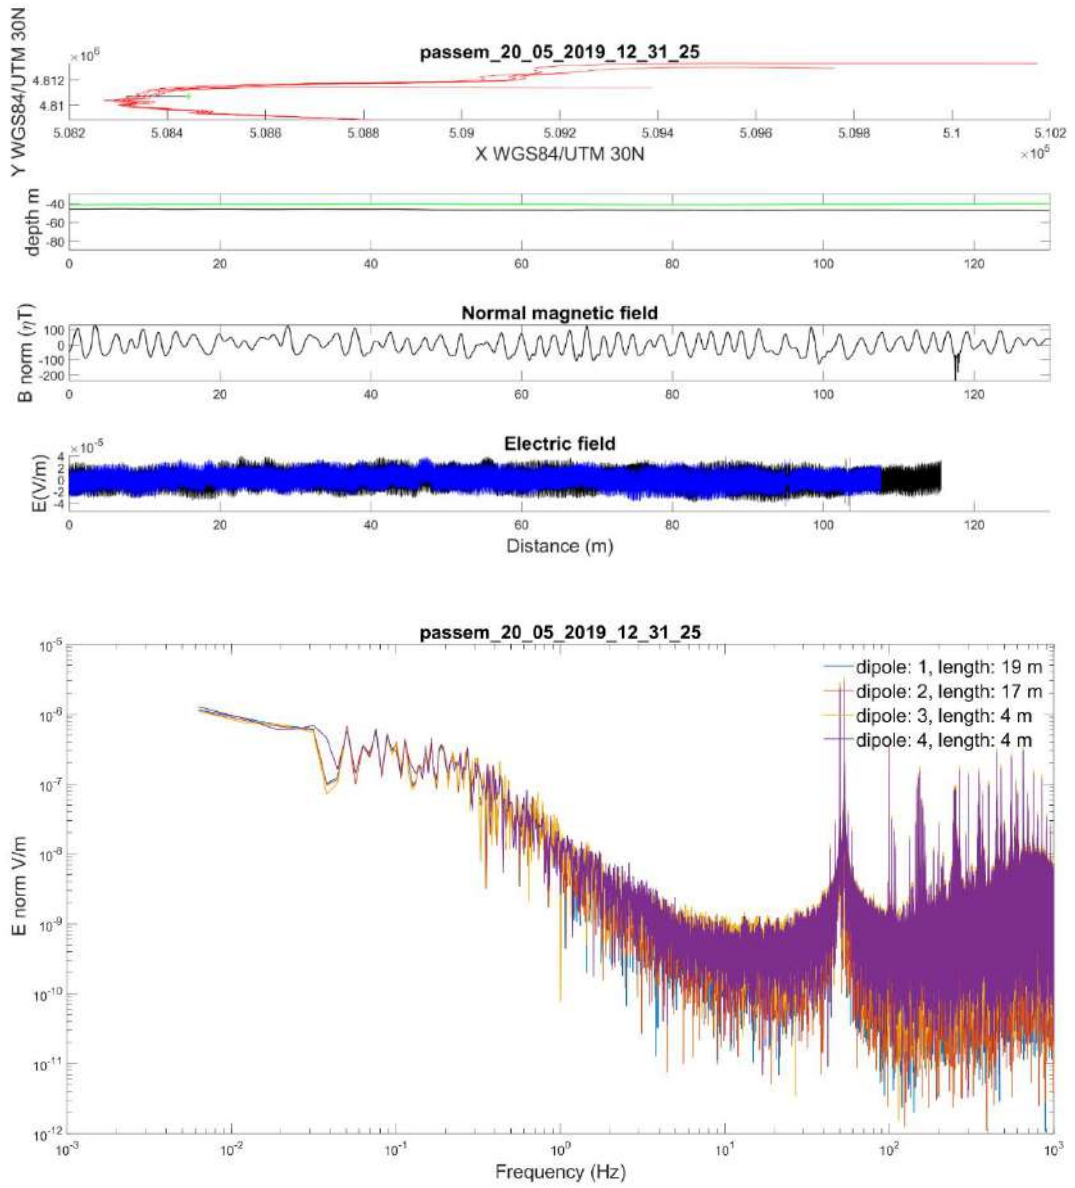 passem_20_05_2019_12_31_25
×10⁶
Y WGS84/UTM 30N
4.812
4.81
5.082 5.084 5.086 5.088 5.09 5.092 5.094 5.096 5.098 5.1 5.102
X WGS84/UTM 30N
×10⁵
depth m
-40
-60
-80
0 20 40 60 80 100 120
Normal magnetic field
B norm (ηT)
100
0
-100
-200
0 20 40 60 80 100 120
Electric field
×10⁻⁵
E(V/m)
4
2
0
-2
-4
0 20 40 60 80 100 120
Distance (m)
passem_20_05_2019_12_31_25
dipole: 1, length: 19 m
dipole: 2, length: 17 m
dipole: 3, length: 4 m
dipole: 4, length: 4 m
E norm V/m
10⁻⁵
10⁻⁶
10⁻⁷
10⁻⁸
10⁻⁹
10⁻¹⁰
10⁻¹¹
10⁻¹²
10⁻³ 10⁻² 10⁻¹ 10⁰ 10¹ 10² 10³
Frequency (Hz)